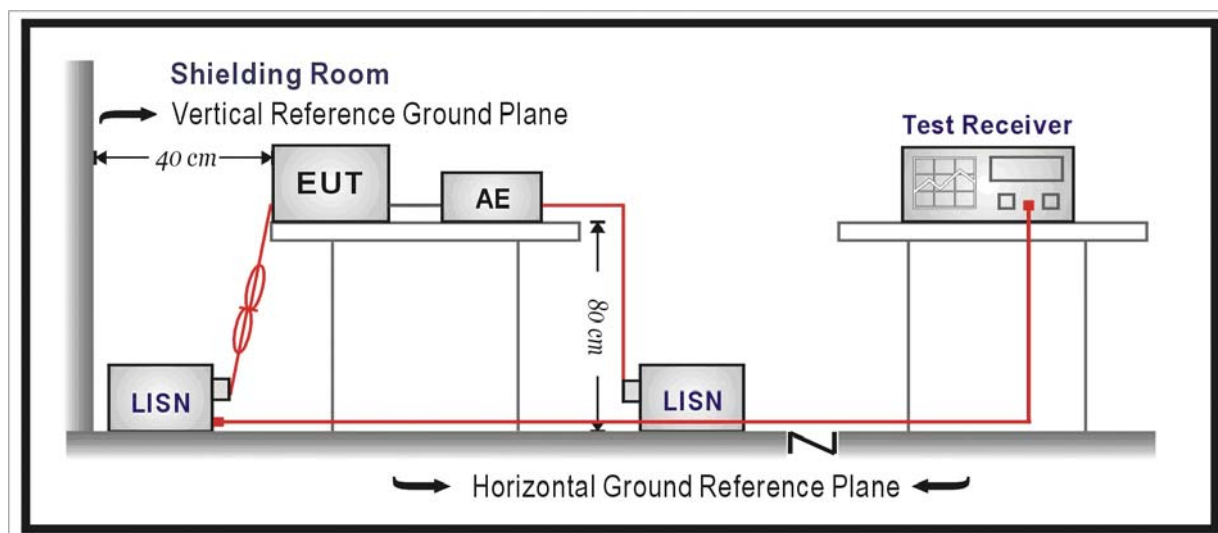 Shielding Room
Vertical Reference Ground Plane
40 cm
EUT
AE
Test Receiver
80 cm
LISN
LISN
Horizontal Ground Reference Plane